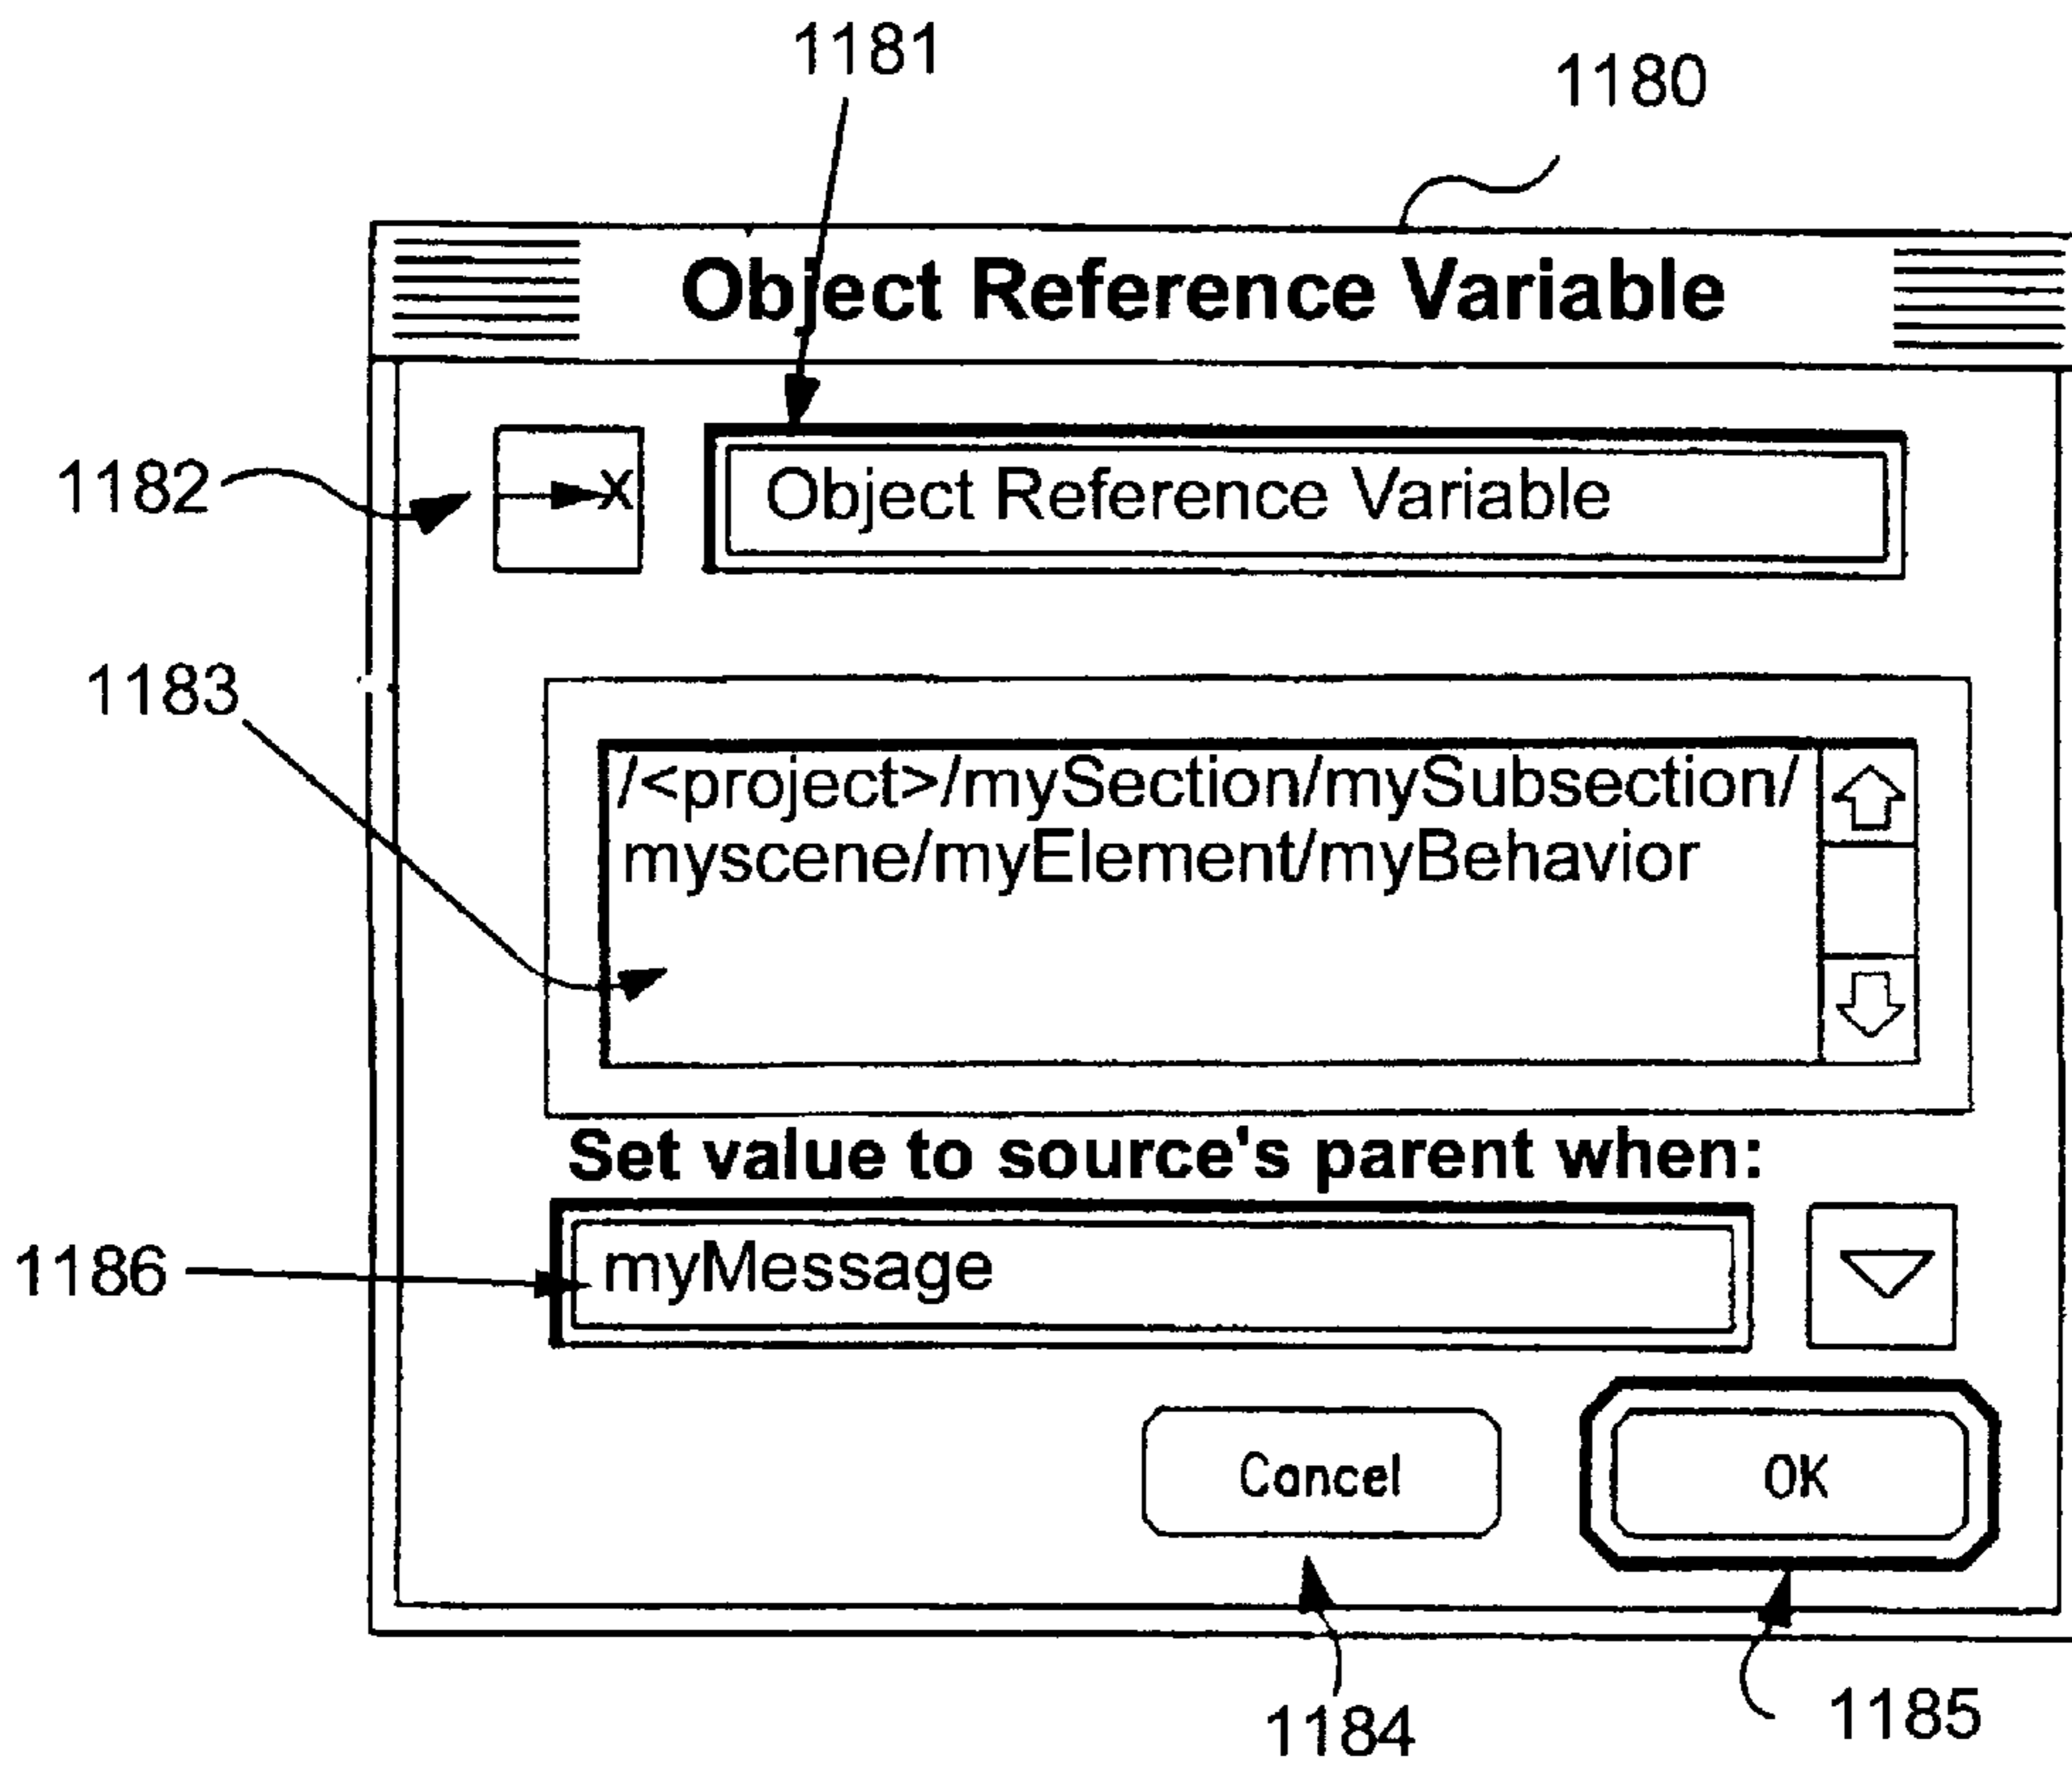 1181
1180
Object Reference Variable
1182
X
Object Reference Variable
1183
/<project>/mySection/mySubsection/
myscene/myElement/myBehavior
Set value to source's parent when:
1186
myMessage
Cancel
OK
1184
1185